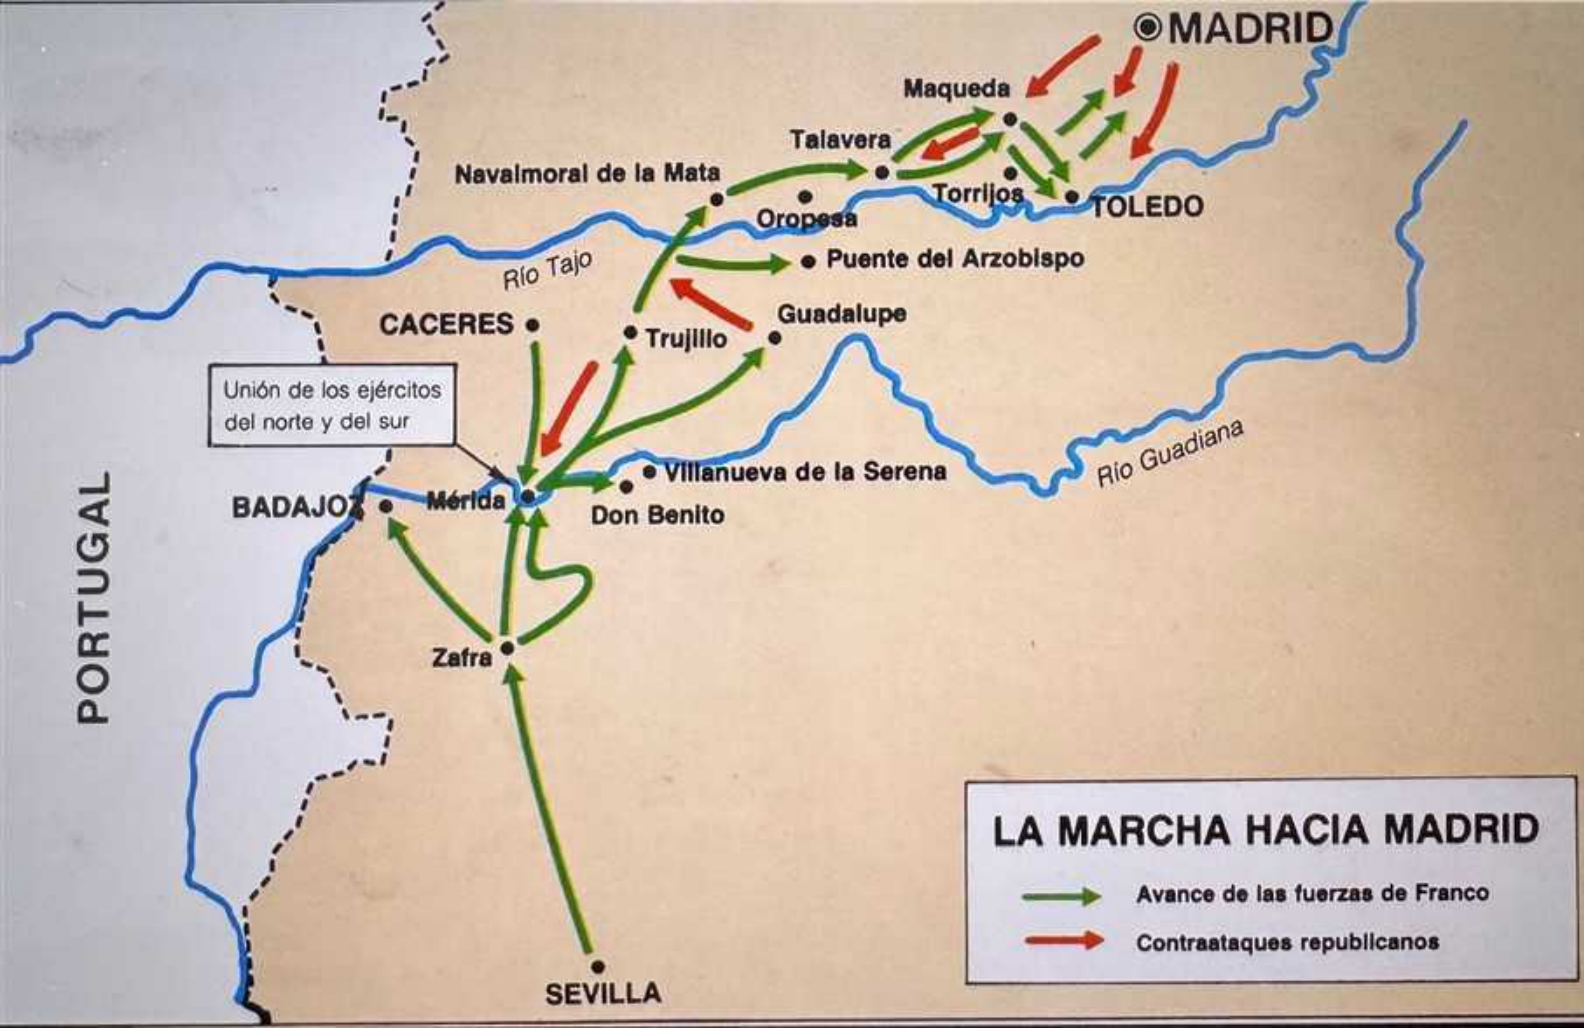 MADRID
Maqueda
Talavera
Navalmoral de la Mata
Torrijos
TOLEDO
Oropesa
Río Tajo
Puente del Arzobispo
CACERES
Trujillo
Guadalupe
Unión de los ejércitos
del norte y del sur
Río Guadiana
Villanueva de la Serena
BADAJOZ
Mérida
Don Benito
PORTUGAL
Zafra
SEVILLA
LA MARCHA HACIA MADRID
Avance de las fuerzas de Franco
Contraataques republicanos